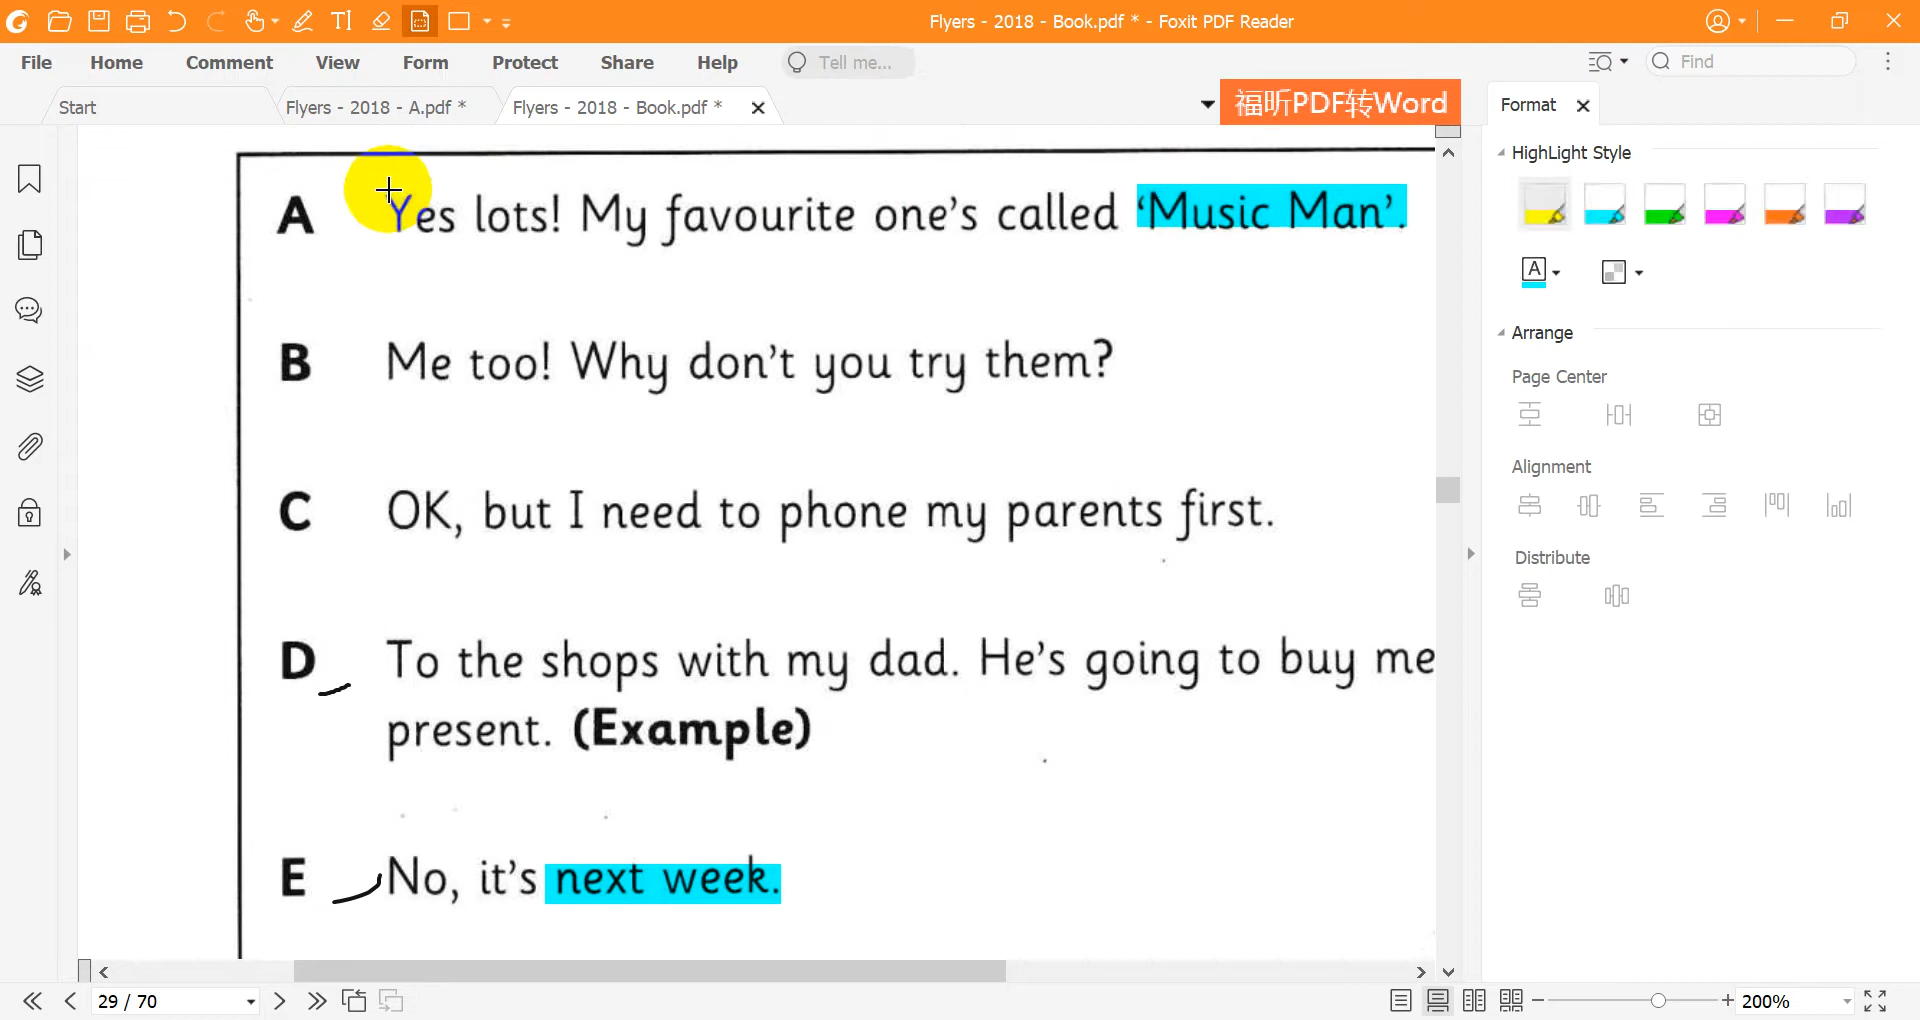 Flyers - 2018 - Book.pdf * - Foxit PDF Reader
File Home Comment View Form Protect Share Help Tell me... Find
Start Flyers - 2018 - A.pdf * Flyers - 2018 - Book.pdf * 福昕PDF转Word Format
HighLight Style
A
Arrange
Page Center
Alignment
Distribute
A Yes lots! My favourite one's called 'Music Man'.
B Me too! Why don't you try them?
C OK, but I need to phone my parents first.
D To the shops with my dad. He's going to buy me
present. (Example)
E No, it's next week.
29 / 70 200%